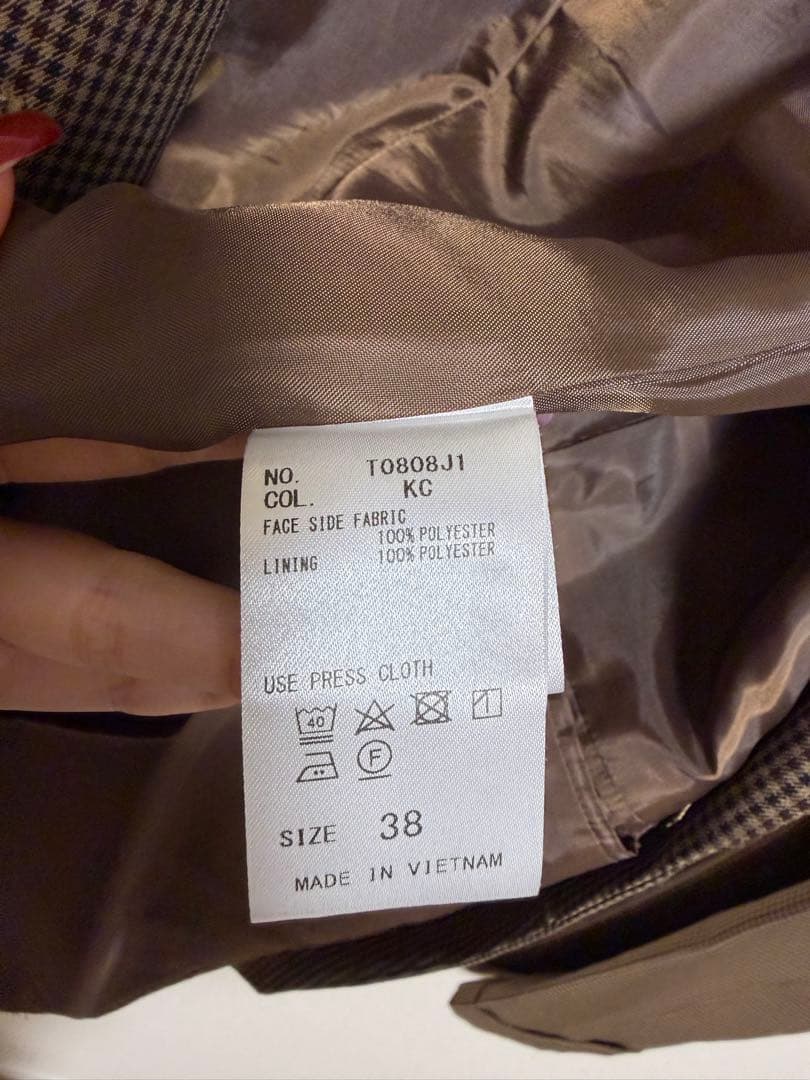 NO. T0808J1
COL. KC
FACE SIDE FABRIC
100% POLYESTER
LINING 100% POLYESTER
USE PRESS CLOTH
40
F
SIZE 38
MADE IN VIETNAM